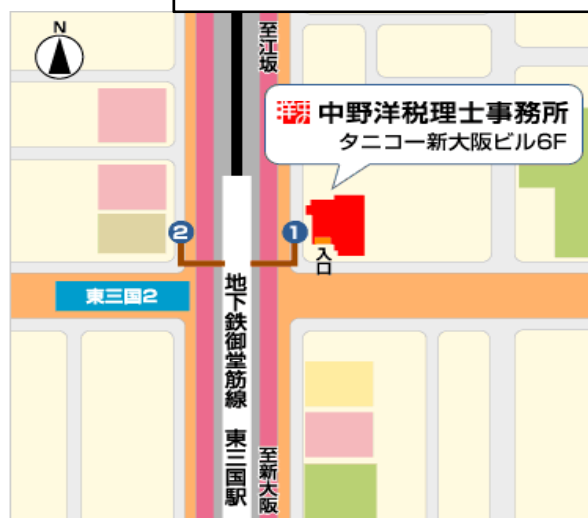 N
至江坂
中野洋税理士事務所
タニコー新大阪ビル6F
2
1
入口
東三国2
地下鉄御堂筋線 東三国駅
至新大阪